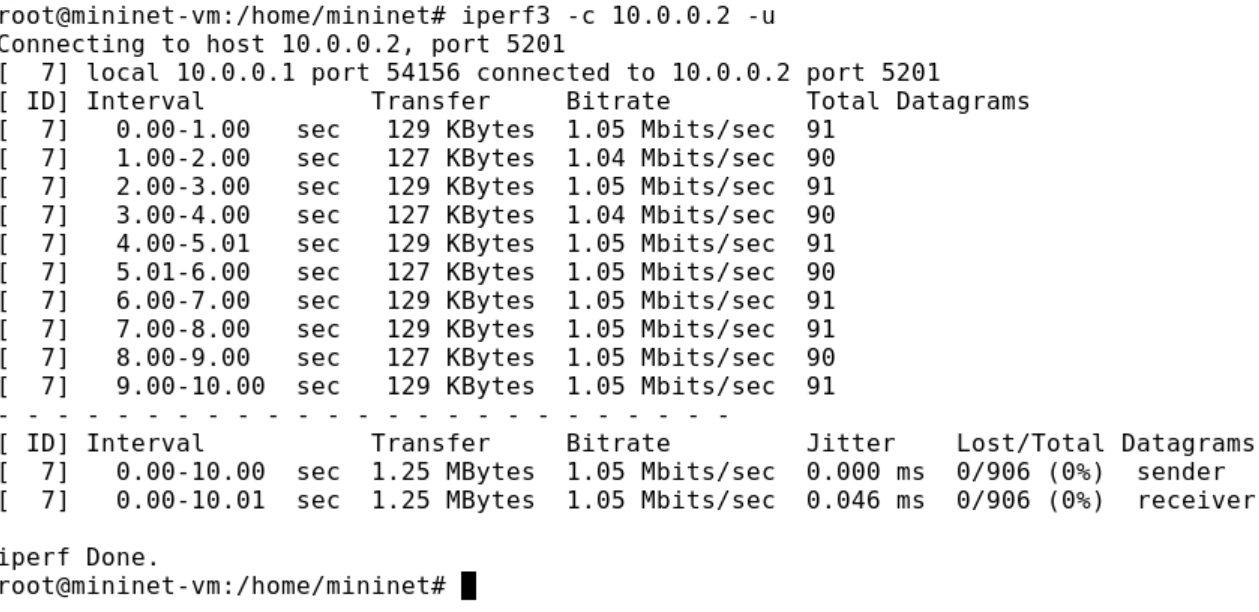 root@mininet-vm:/home/mininet# iperf3 -c 10.0.0.2 -u
Connecting to host 10.0.0.2, port 5201
[  7] local 10.0.0.1 port 54156 connected to 10.0.0.2 port 5201
[ ID] Interval           Transfer     Bitrate         Total Datagrams
[  7]   0.00-1.00   sec   129 KBytes  1.05 Mbits/sec  91
[  7]   1.00-2.00   sec   127 KBytes  1.04 Mbits/sec  90
[  7]   2.00-3.00   sec   129 KBytes  1.05 Mbits/sec  91
[  7]   3.00-4.00   sec   127 KBytes  1.04 Mbits/sec  90
[  7]   4.00-5.01   sec   129 KBytes  1.05 Mbits/sec  91
[  7]   5.01-6.00   sec   127 KBytes  1.05 Mbits/sec  90
[  7]   6.00-7.00   sec   129 KBytes  1.05 Mbits/sec  91
[  7]   7.00-8.00   sec   129 KBytes  1.05 Mbits/sec  91
[  7]   8.00-9.00   sec   127 KBytes  1.05 Mbits/sec  90
[  7]   9.00-10.00  sec   129 KBytes  1.05 Mbits/sec  91
- - - - - - - - - - - - - - - - - - - - - - - - -
[ ID] Interval           Transfer     Bitrate         Jitter    Lost/Total Datagrams
[  7]   0.00-10.00  sec  1.25 MBytes  1.05 Mbits/sec  0.000 ms  0/906 (0%)  sender
[  7]   0.00-10.01  sec  1.25 MBytes  1.05 Mbits/sec  0.046 ms  0/906 (0%)  receiver

iperf Done.
root@mininet-vm:/home/mininet#